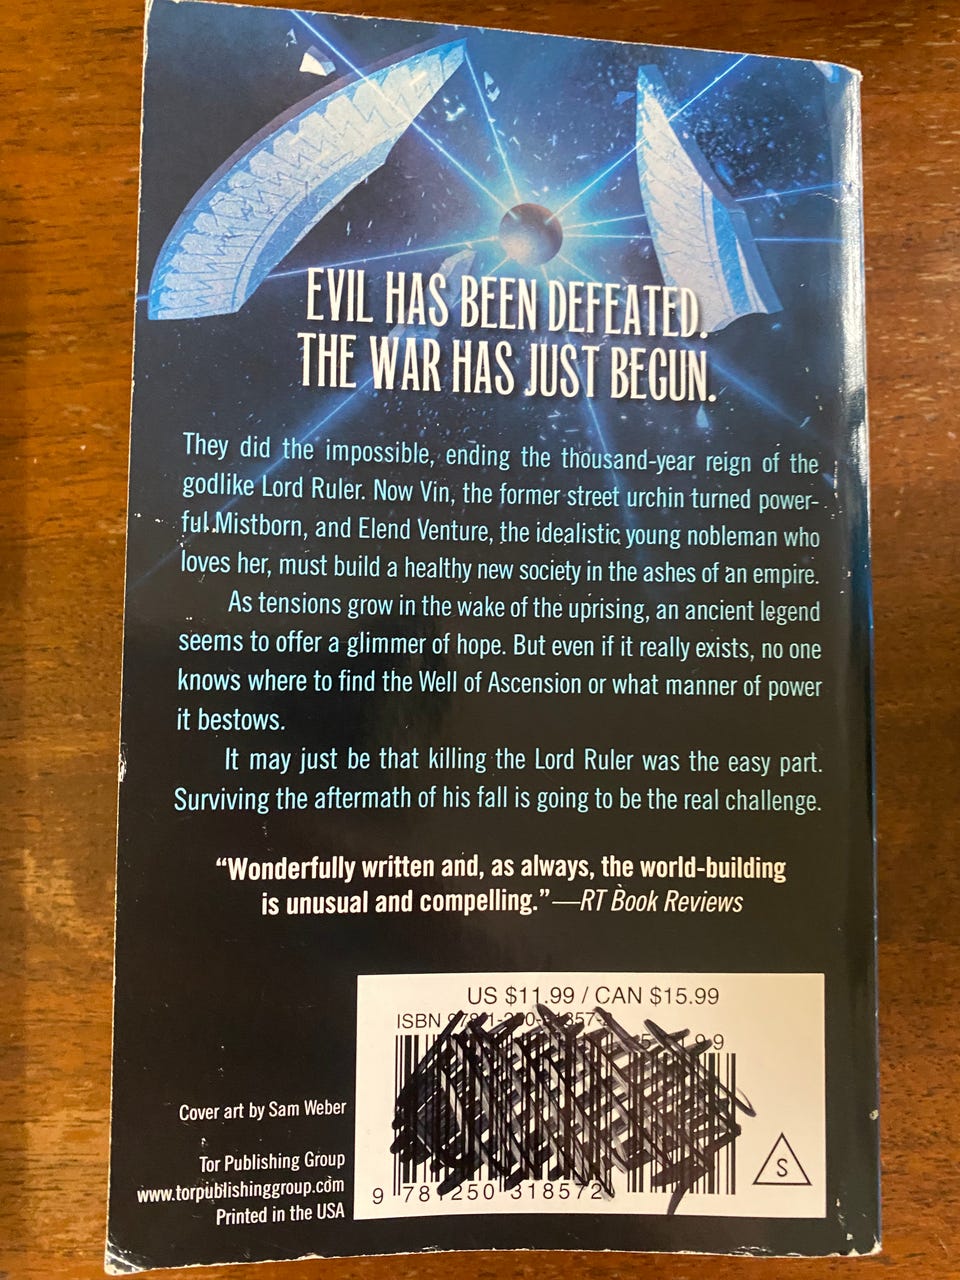 EVIL HAS BEEN DEFEATED.
THE WAR HAS JUST BEGUN.
They did the impossible, ending the thousand-year reign of the
godlike Lord Ruler. Now Vin, the former street urchin turned power-
ful Mistborn, and Elend Venture, the idealistic young nobleman who
loves her, must build a healthy new society in the ashes of an empire.
As tensions grow in the wake of the uprising, an ancient legend
seems to offer a glimmer of hope. But even if it really exists, no one
knows where to find the Well of Ascension or what manner of power
it bestows.
It may just be that killing the Lord Ruler was the easy part.
Surviving the aftermath of his fall is going to be the real challenge.
“Wonderfully written and, as always, the world-building
is unusual and compelling.”—RT Book Reviews
US $11.99 / CAN $15.99
ISBN
9 781250 318572
S
Cover art by Sam Weber
Tor Publishing Group
www.torpublishinggroup.com
Printed in the USA